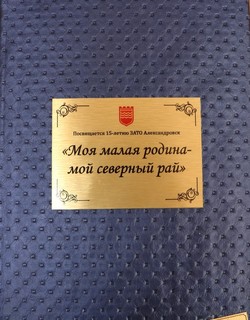 Посвящается 15-летию ЗАТО Александровск
«Моя малая родина-
мой северный рай»